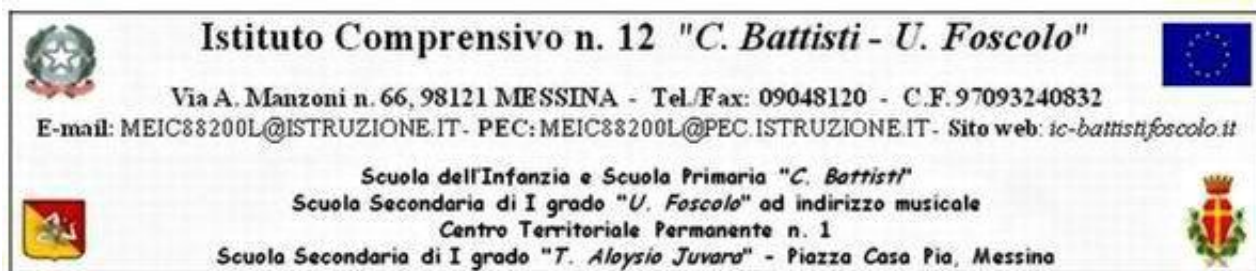 Istituto Comprensivo n. 12 "C. Battisti - U. Foscolo"
Via A. Manzoni n. 66, 98121 MESSINA - Tel./Fax: 09048120 - C.F. 97093240832
E-mail: MEIC88200L@ISTRUZIONE.IT - PEC: MEIC88200L@PEC.ISTRUZIONE.IT - Sito web: ic-battistifoscolo.it
Scuola dell'Infanzia e Scuola Primaria "C. Battisti"
Scuola Secondaria di I grado "U. Foscolo" ad indirizzo musicale
Centro Territoriale Permanente n. 1
Scuola Secondaria di I grado "T. Aloysio Juvara" - Piazza Casa Pia, Messina